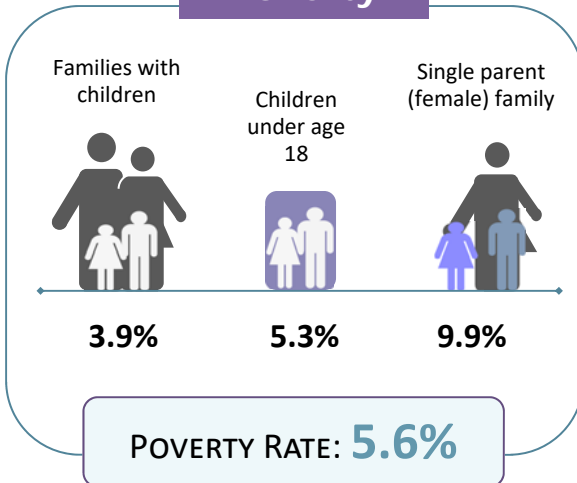 Families with
children
Children
under age
18
Single parent
(female) family
3.9%
5.3%
9.9%
POVERTY RATE: 5.6%